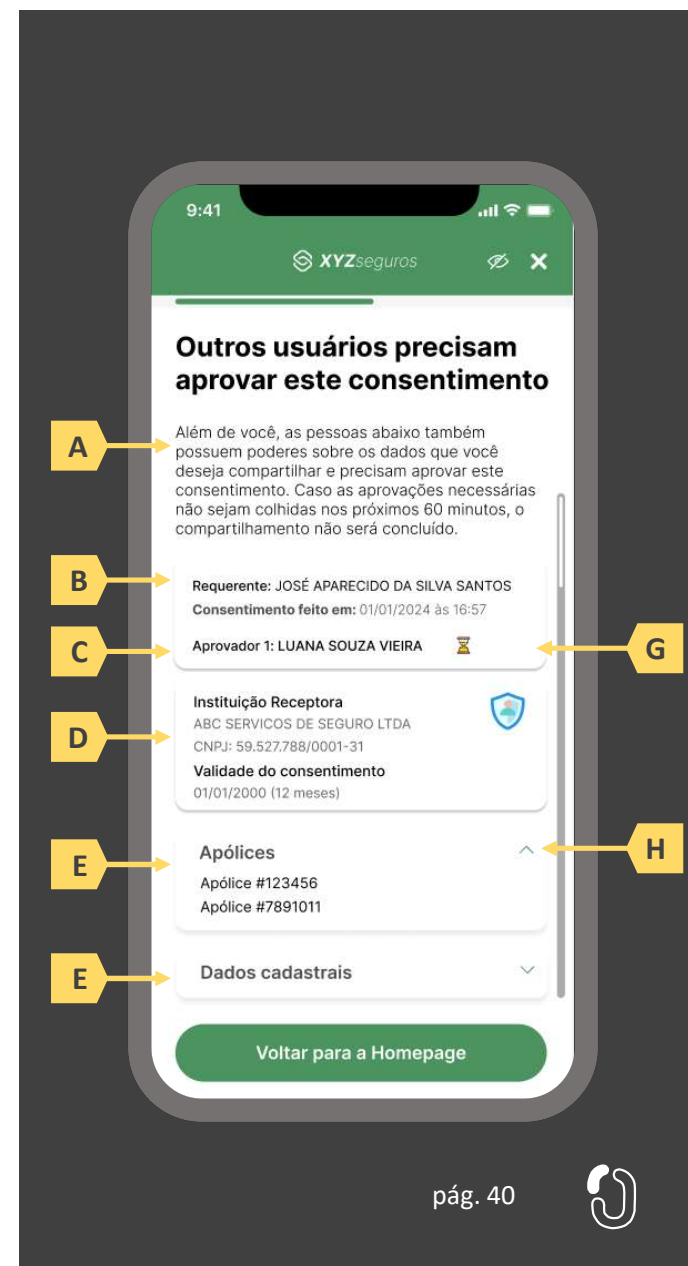 9:41
XYZseguros
Outros usuários precisam
aprovar este consentimento
A
Além de você, as pessoas abaixo também
possuem poderes sobre os dados que você
deseja compartilhar e precisam aprovar este
consentimento. Caso as aprovações necessárias
não sejam colhidas nos próximos 60 minutos, o
compartilhamento não será concluído.
B
Requerente: JOSÉ APARECIDO DA SILVA SANTOS
Consentimento feito em: 01/01/2024 às 16:57
C
Aprovador 1: LUANA SOUZA VIEIRA
G
Instituição Receptora
ABC SERVICOS DE SEGURO LTDA
D
CNPJ: 59.527.788/0001-31
Validade do consentimento
01/01/2000 (12 meses)
E
Apólices
H
Apólice #123456
Apólice #7891011
E
Dados cadastrais
Voltar para a Homepage
pág. 40